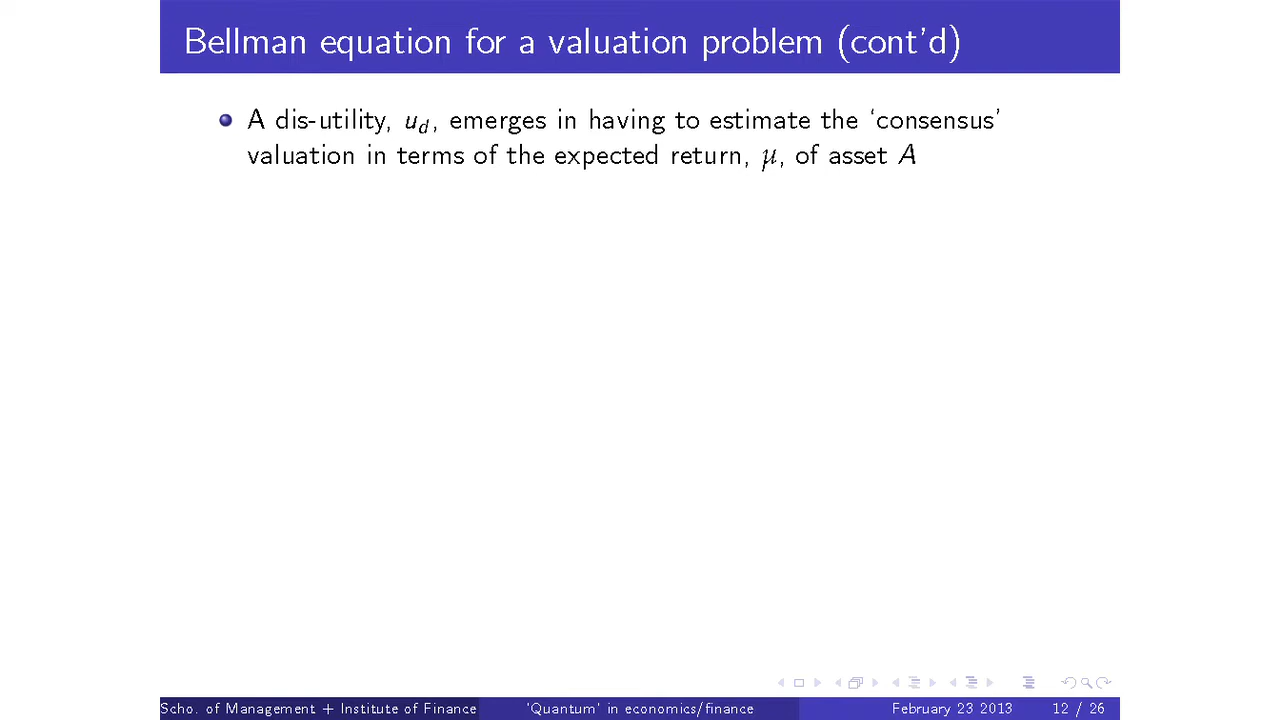 Bellman equation for a valuation problem (cont'd)
A dis-utility, u_d, emerges in having to estimate the ‘consensus’
valuation in terms of the expected return, μ, of asset A
Scho. of Management + Institute of Finance 'Quantum' in economics/finance February 23 2013 12 / 26